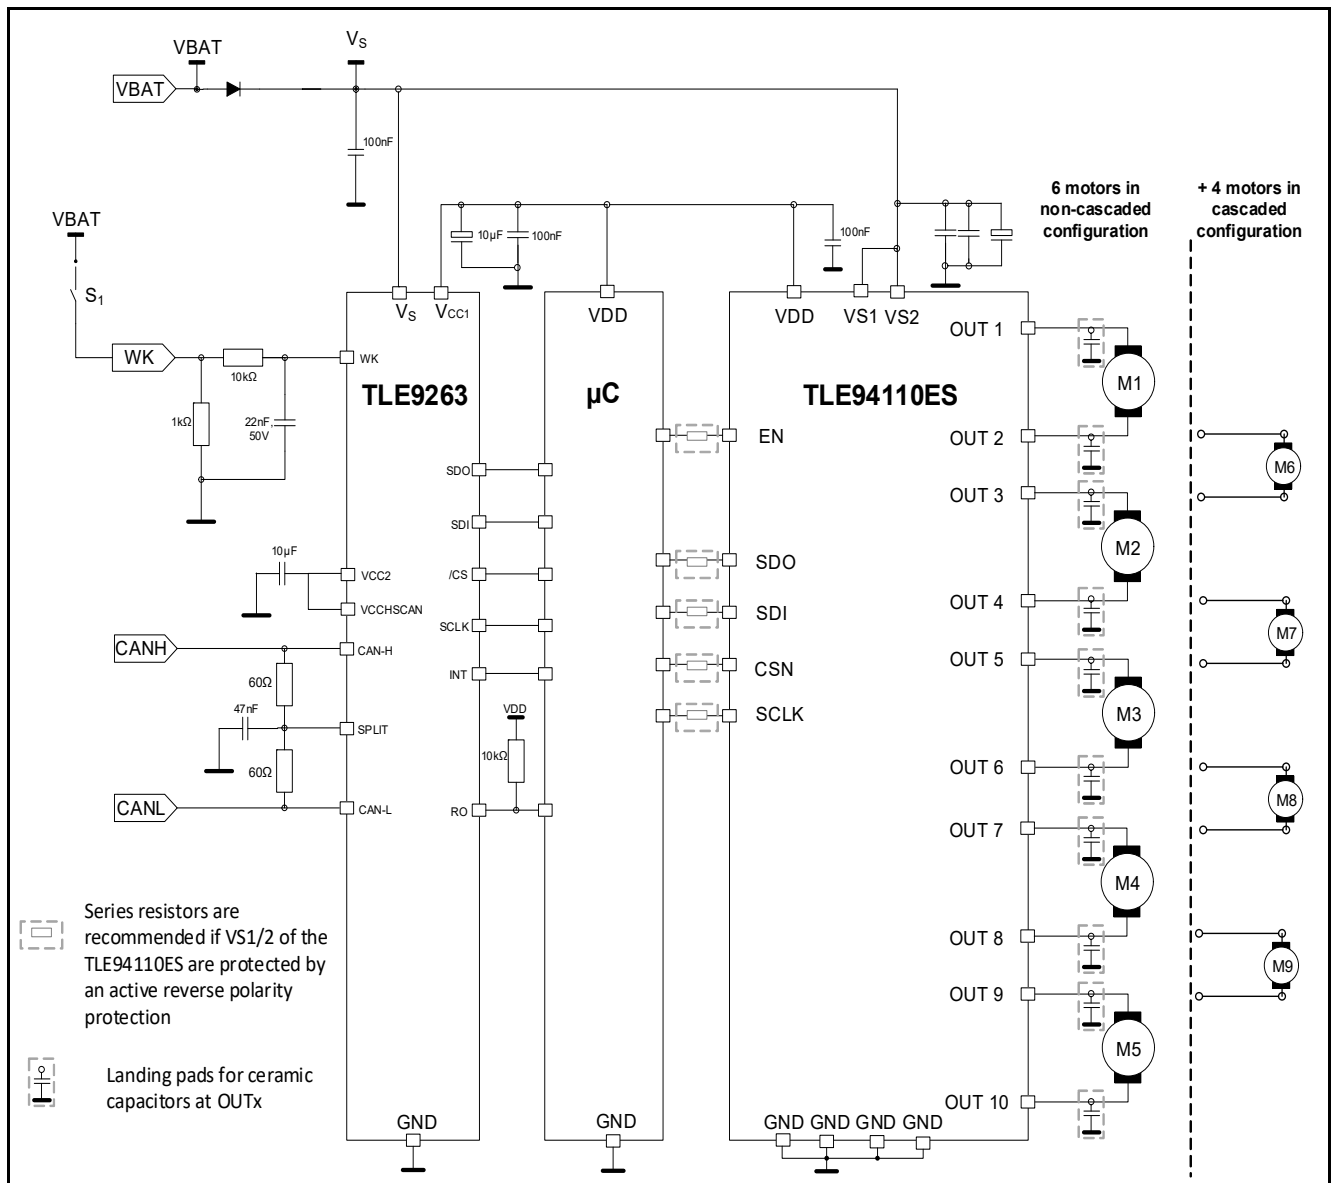 VBAT
VS
VBAT
100nF
6 motors in
non-cascaded
configuration
+ 4 motors in
cascaded
configuration
VBAT
S1
10µF
100nF
100nF
VS
VCC1
VDD
VDD
VS1
VS2
WK
10kΩ
WK
1kΩ
22nF,
50V
TLE9263
µC
TLE94110ES
OUT 1
M1
EN
OUT 2
M6
SDO
OUT 3
SDI
M2
10µF
VCC2
/CS
SDO
VCCHSCAN
SCLK
SDI
OUT 4
M7
CANH
CAN-H
INT
CSN
OUT 5
60Ω
47nF
SPLIT
VDD
SCLK
M3
60Ω
10kΩ
OUT 6
M8
CANL
CAN-L
RO
OUT 7
M4
Series resistors are
recommended if VS1/2 of the
TLE94110ES are protected by
an active reverse polarity
protection
OUT 8
M9
OUT 9
M5
Landing pads for ceramic
capacitors at OUTx
OUT 10
GND
GND
GND GND GND GND